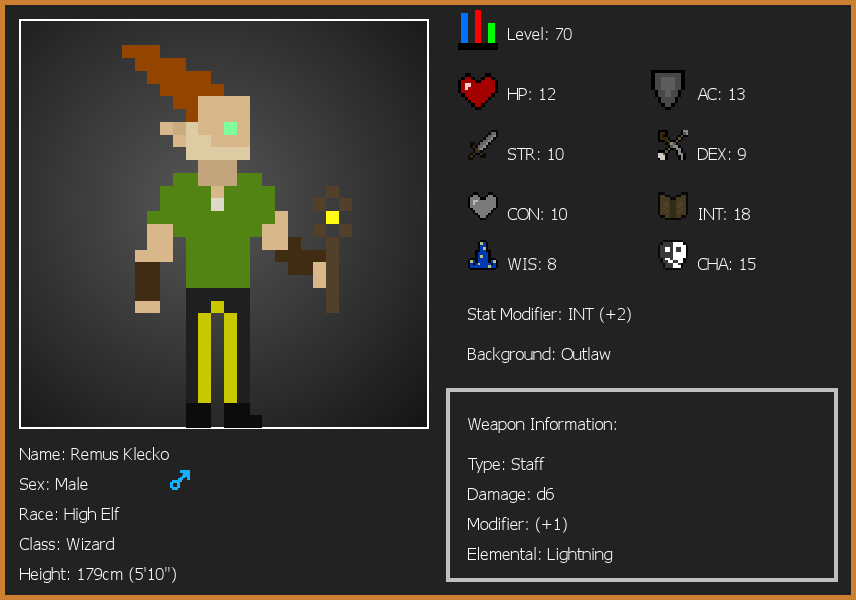 Level: 70
HP: 12
AC: 13
STR: 10
DEX: 9
CON: 10
INT: 18
WIS: 8
CHA: 15
Stat Modifier: INT (+2)
Background: Outlaw
Weapon Information:
Type: Staff
Damage: d6
Modifier: (+1)
Elemental: Lightning
Name: Remus Klecko
Sex: Male
Race: High Elf
Class: Wizard
Height: 179cm (5'10")